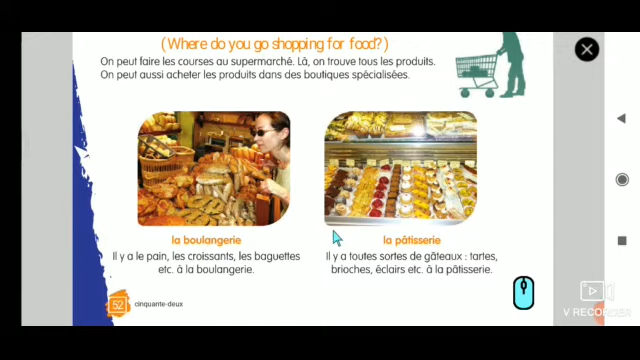 (Where do you go shopping for food?)
On peut faire les courses au supermarché. Là, on trouve tous les produits.
On peut aussi acheter les produits dans des boutiques spécialisées.
la boulangerie
Il y a le pain, les croissants, les baguettes
etc. à la boulangerie.
la pâtisserie
Il y a toutes sortes de gâteaux : tartes,
brioches, éclairs etc. à la pâtisserie.
52
cinquante-deux
V RECORDER